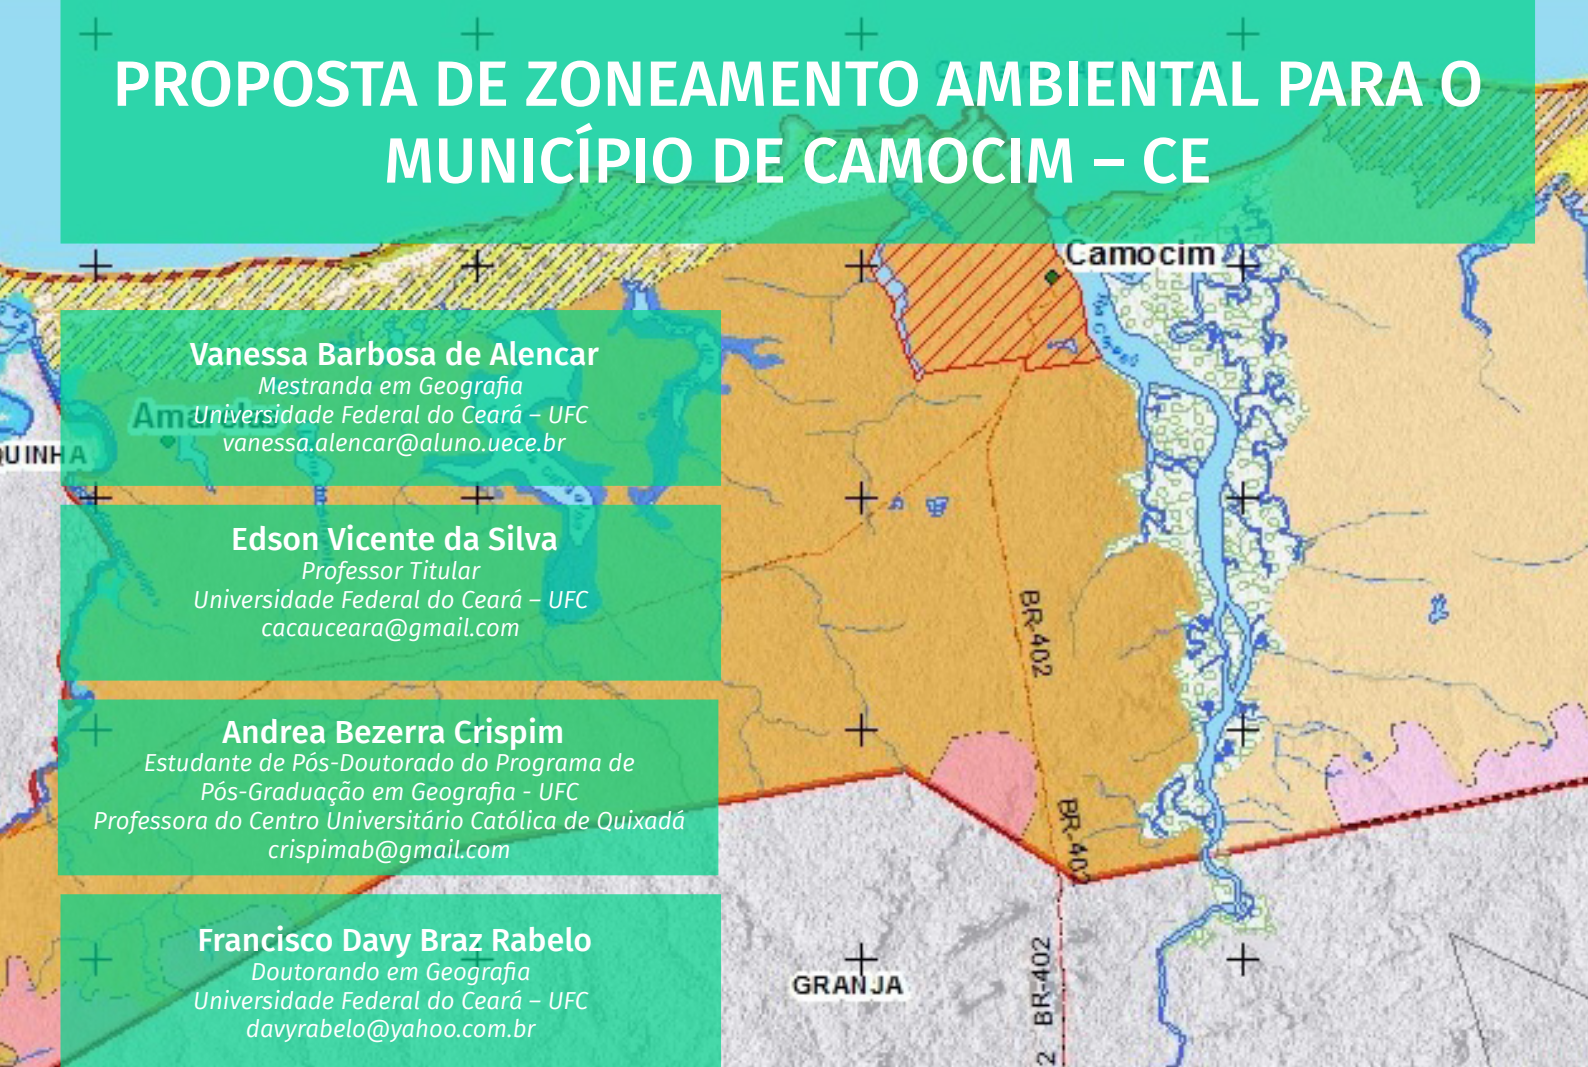 PROPOSTA DE ZONEAMENTO AMBIENTAL PARA O
MUNICÍPIO DE CAMOCIM – CE
Camocim
Vanessa Barbosa de Alencar
Mestranda em Geografia
Universidade Federal do Ceará – UFC
vanessa.alencar@aluno.uece.br
Edson Vicente da Silva
Professor Titular
Universidade Federal do Ceará – UFC
cacauceara@gmail.com
BR-402
Andrea Bezerra Crispim
Estudante de Pós-Doutorado do Programa de
Pós-Graduação em Geografia - UFC
Professora do Centro Universitário Católica de Quixadá
crispimab@gmail.com
BR-402
Francisco Davy Braz Rabelo
Doutorando em Geografia
Universidade Federal do Ceará – UFC
davyrabelo@yahoo.com.br
GRANJA
BR-402